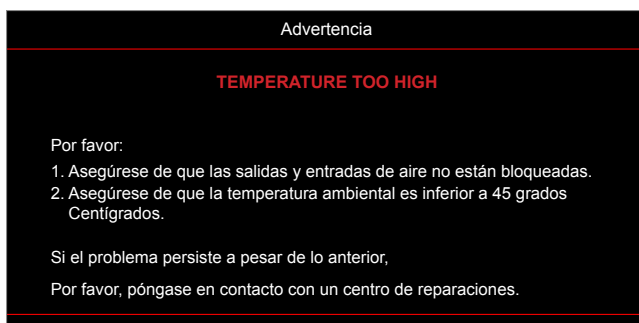 Advertencia
TEMPERATURE TOO HIGH
Por favor:
1. Asegúrese de que las salidas y entradas de aire no están bloqueadas.
2. Asegúrese de que la temperatura ambiental es inferior a 45 grados
Centígrados.
Si el problema persiste a pesar de lo anterior,
Por favor, póngase en contacto con un centro de reparaciones.